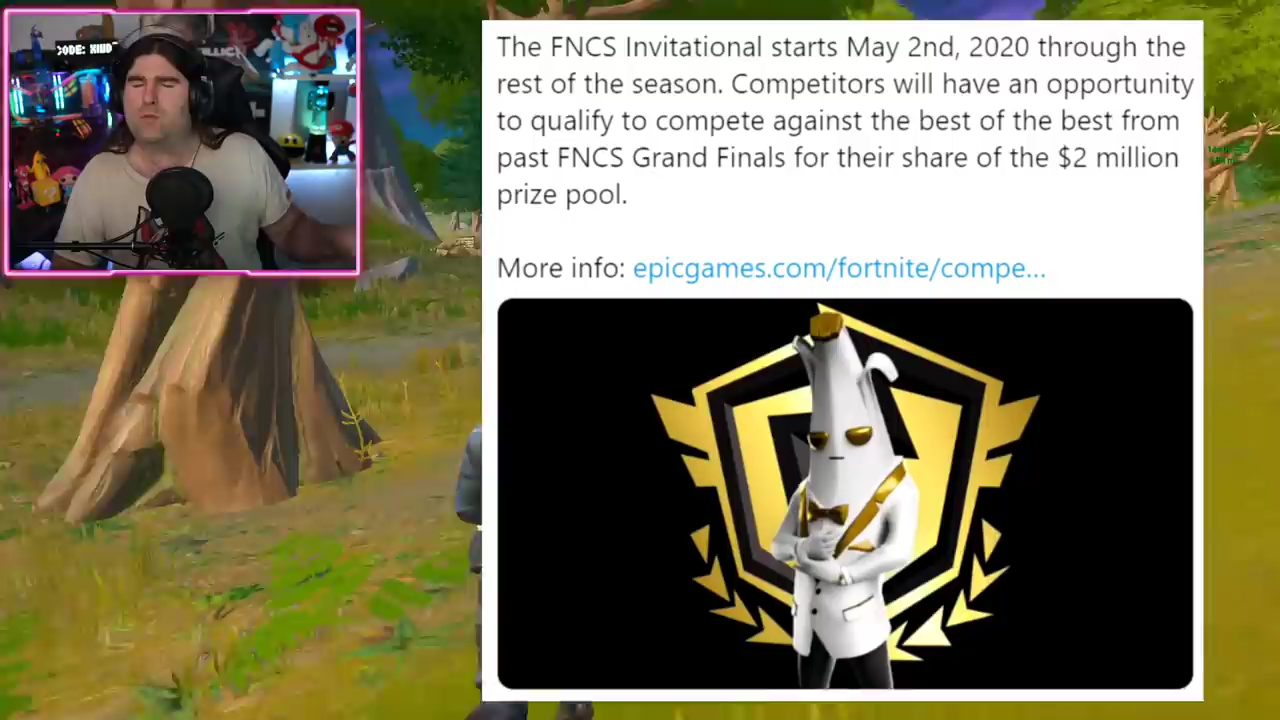 CODE: XIUD
The FNCS Invitational starts May 2nd, 2020 through the
rest of the season. Competitors will have an opportunity
to qualify to compete against the best of the best from
past FNCS Grand Finals for their share of the $2 million
prize pool.
More info: epicgames.com/fortnite/compe...